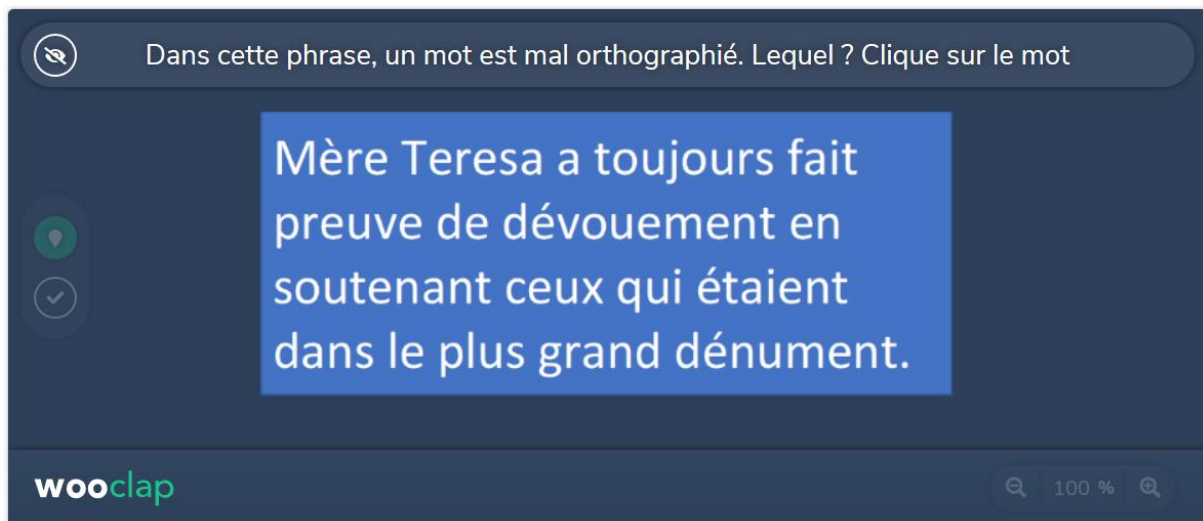 Dans cette phrase, un mot est mal orthographié. Lequel ? Clique sur le mot
Mère Teresa a toujours fait
preuve de dévouement en
soutenant ceux qui étaient
dans le plus grand dénument.
wooclap
100 %